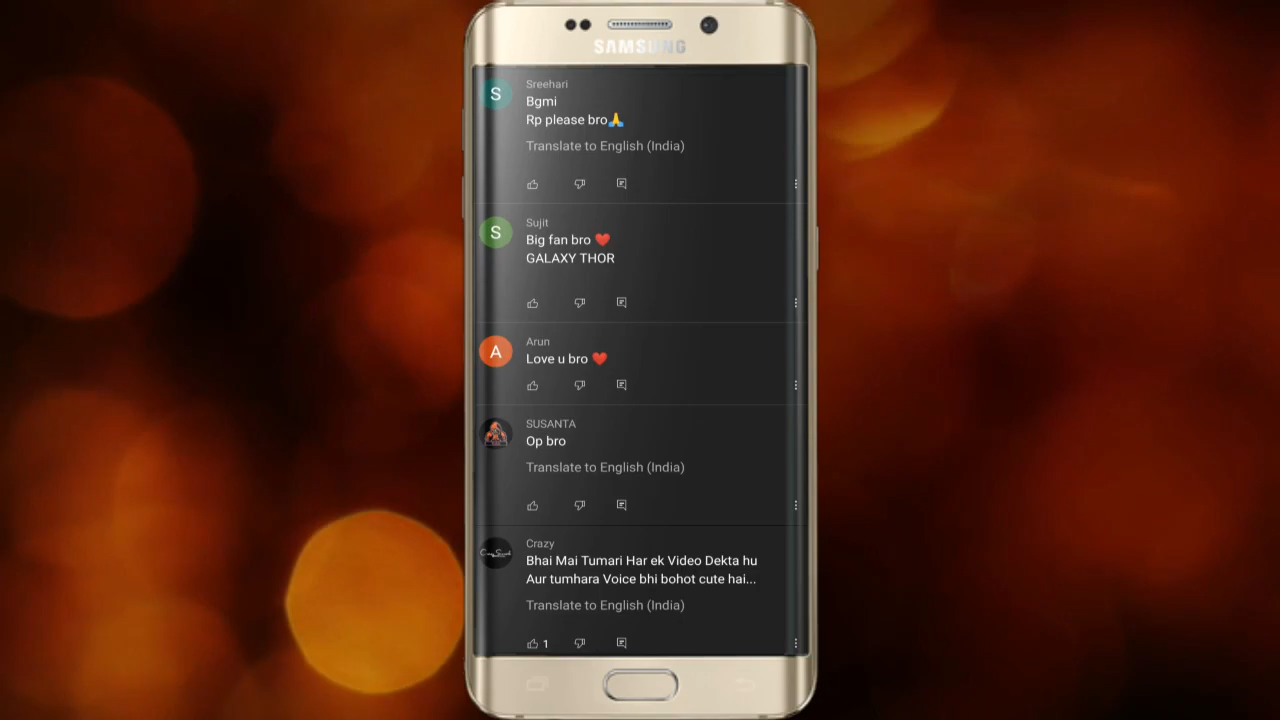 SAMSUNG
S
Sreehari
Bgmi
Rp please bro🙏
Translate to English (India)
S
Sujit
Big fan bro ❤️
GALAXY THOR
A
Arun
Love u bro ❤️
SUSANTA
Op bro
Translate to English (India)
Crazy
Bhai Mai Tumari Har ek Video Dekta hu
Aur tumhara Voice bhi bohot cute hai...
Translate to English (India)
1